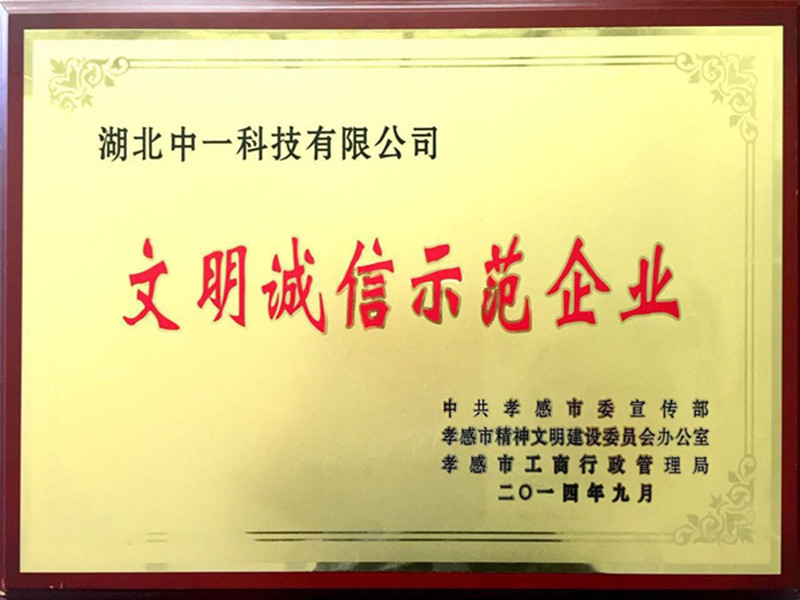 湖北中一科技有限公司
文明诚信示范企业
中共孝感市委宣传部
孝感市精神文明建设委员会办公室
孝感市工商行政管理局
二〇一四年九月